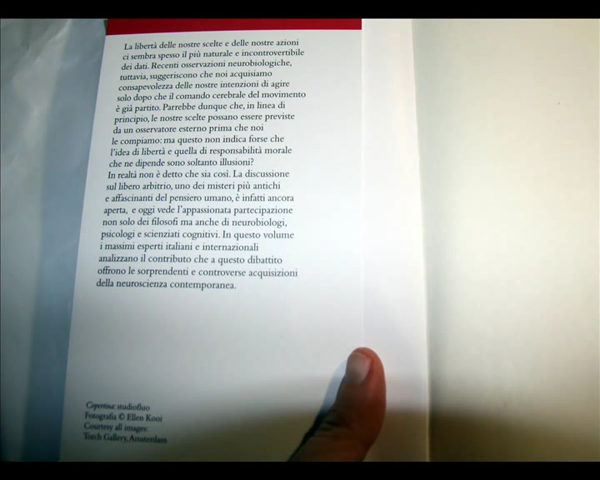 La libertà delle nostre scelte e delle nostre azioni
ci sembra spesso il più naturale e incontrovertibile
dei dati. Recenti osservazioni neurobiologiche,
tuttavia, suggeriscono che noi acquisiamo
consapevolezza delle nostre intenzioni di agire
solo dopo che il comando cerebrale del movimento
è già partito. Parrebbe dunque che, in linea di
principio, le nostre scelte possano essere previste
da un osservatore esterno prima che noi
le compiamo: ma questo non indica forse che
l'idea di libertà e quella di responsabilità morale
che ne dipende sono soltanto illusioni?
In realtà non è detto che sia così. La discussione
sul libero arbitrio, uno dei misteri più antichi
e affascinanti del pensiero umano, è infatti ancora
aperta, e oggi vede l'appassionata partecipazione
non solo dei filosofi ma anche di neurobiologi,
psicologi e scienziati cognitivi. In questo volume
i massimi esperti italiani e internazionali
analizzano il contributo che a questo dibattito
offrono le sorprendenti e controverse acquisizioni
della neuroscienza contemporanea.
Copertina: studiofluo
Fotografia © Ellen Kooi
Courtesy all images:
Torch Gallery, Amsterdam